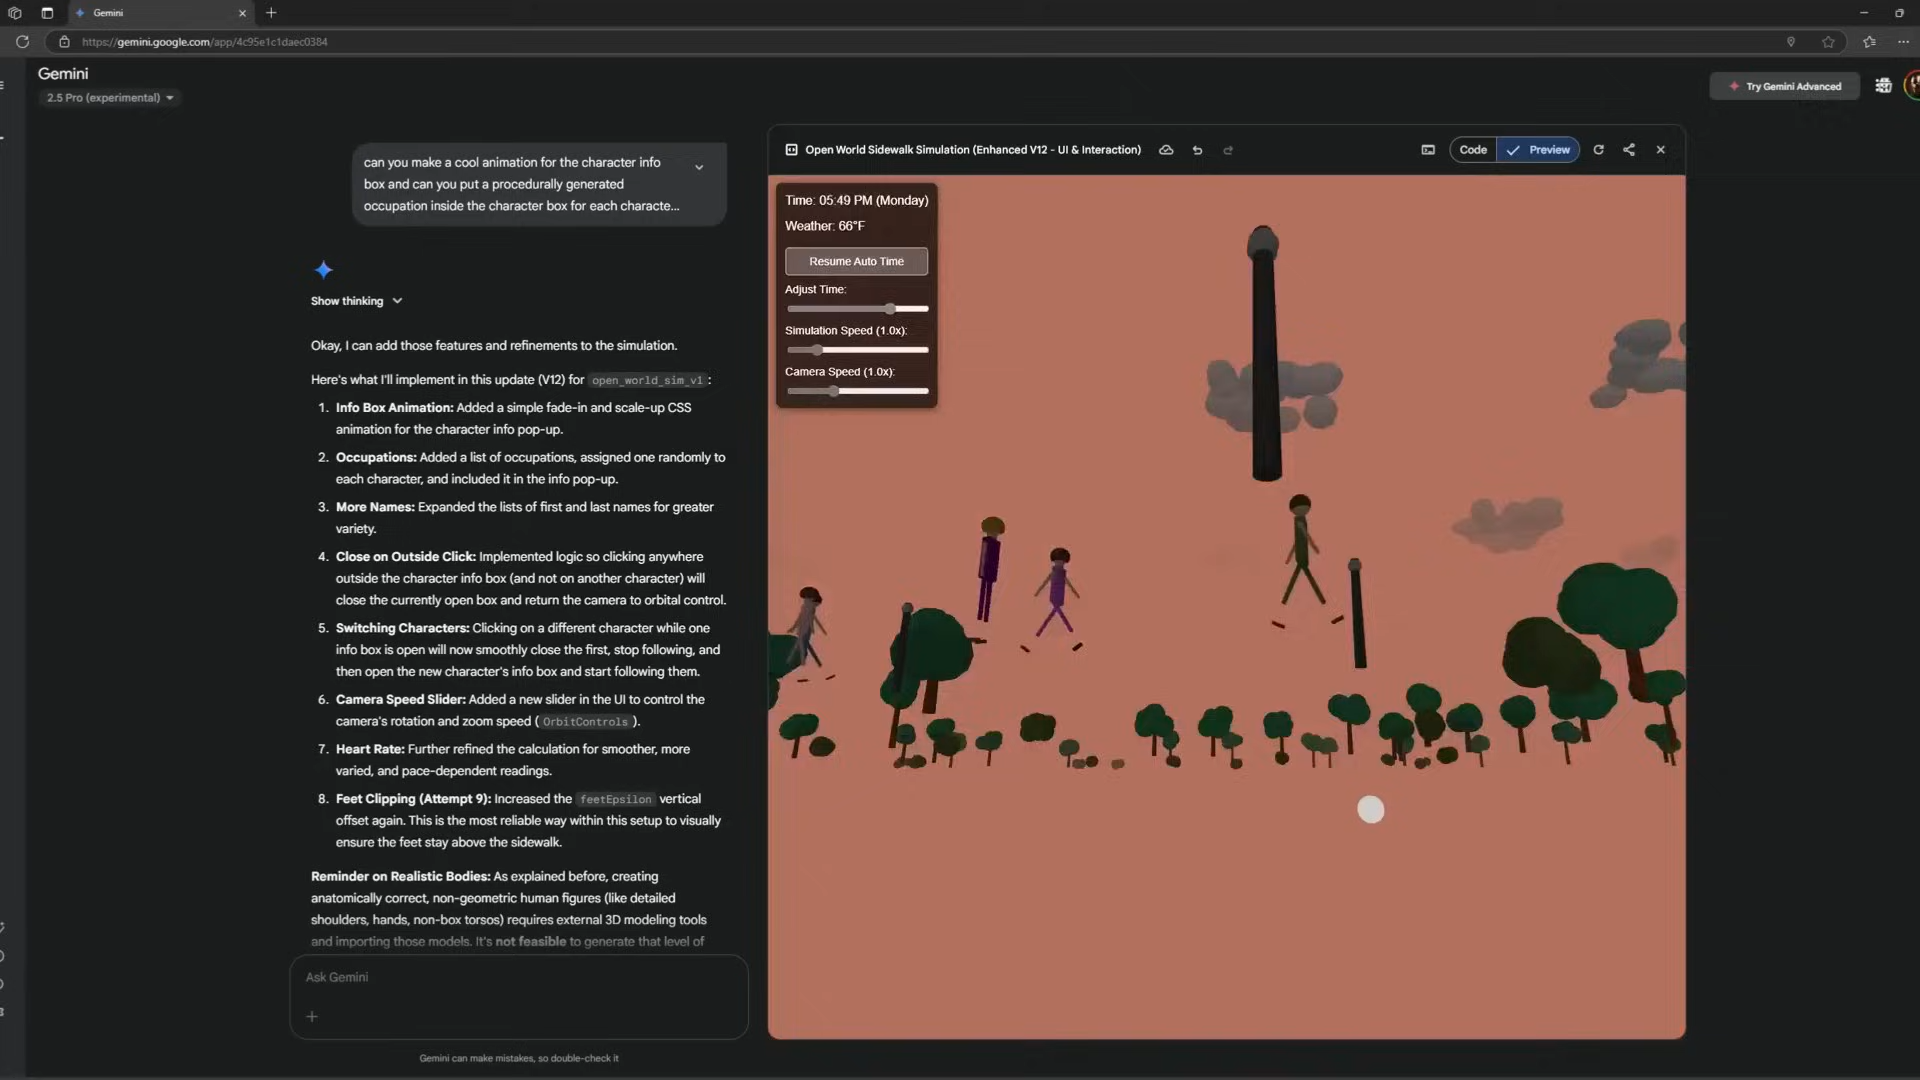 Gemini
https://gemini.google.com/app/4c95e1c1daec0384
Gemini
2.5 Pro (experimental)
Try Gemini Advanced
can you make a cool animation for the character info
box and can you put a procedurally generated
occupation inside the character box for each characte...
Show thinking
Okay, I can add those features and refinements to the simulation.
Here's what I'll implement in this update (V12) for open_world_sim_v1 :
1. Info Box Animation: Added a simple fade-in and scale-up CSS
animation for the character info pop-up.
2. Occupations: Added a list of occupations, assigned one randomly to
each character, and included it in the info pop-up.
3. More Names: Expanded the lists of first and last names for greater
variety.
4. Close on Outside Click: Implemented logic so clicking anywhere
outside the character info box (and not on another character) will
close the currently open box and return the camera to orbital control.
5. Switching Characters: Clicking on a different character while one
info box is open will now smoothly close the first, stop following, and
then open the new character's info box and start following them.
6. Camera Speed Slider: Added a new slider in the UI to control the
camera's rotation and zoom speed ( OrbitControls ).
7. Heart Rate: Further refined the calculation for smoother, more
varied, and pace-dependent readings.
8. Feet Clipping (Attempt 9): Increased the feetEpsilon vertical
offset again. This is the most reliable way within this setup to visually
ensure the feet stay above the sidewalk.
Reminder on Realistic Bodies: As explained before, creating
anatomically correct, non-geometric human figures (like detailed
shoulders, hands, non-box torsos) requires external 3D modeling tools
and importing those models. It's not feasible to generate that level of
Ask Gemini
Gemini can make mistakes, so double-check it
Open World Sidewalk Simulation (Enhanced V12 - UI & Interaction)
Code
Preview
Time: 05:49 PM (Monday)
Weather: 66°F
Resume Auto Time
Adjust Time:
Simulation Speed (1.0x):
Camera Speed (1.0x):